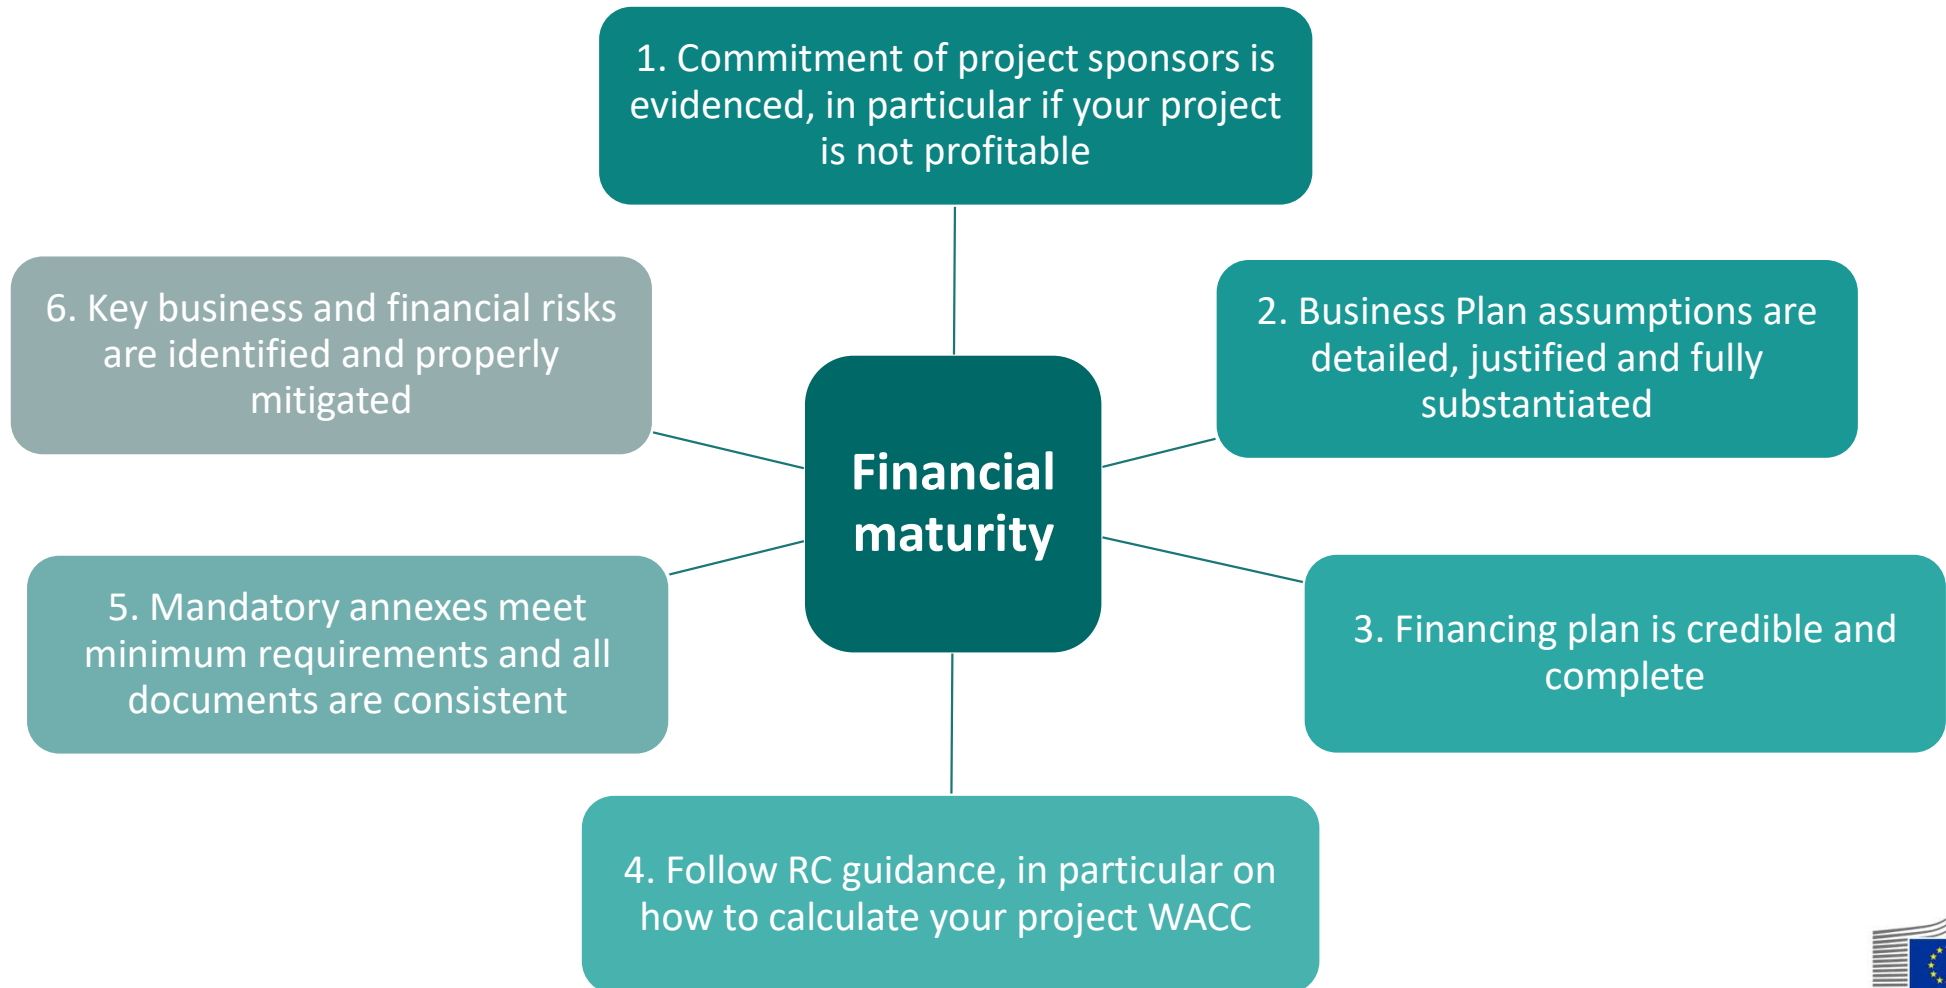 1. Commitment of project sponsors is
evidenced, in particular if your project
is not profitable
2. Business Plan assumptions are
detailed, justified and fully
substantiated
3. Financing plan is credible and
complete
4. Follow RC guidance, in particular on
how to calculate your project WACC
5. Mandatory annexes meet
minimum requirements and all
documents are consistent
6. Key business and financial risks
are identified and properly
mitigated
Financial
maturity